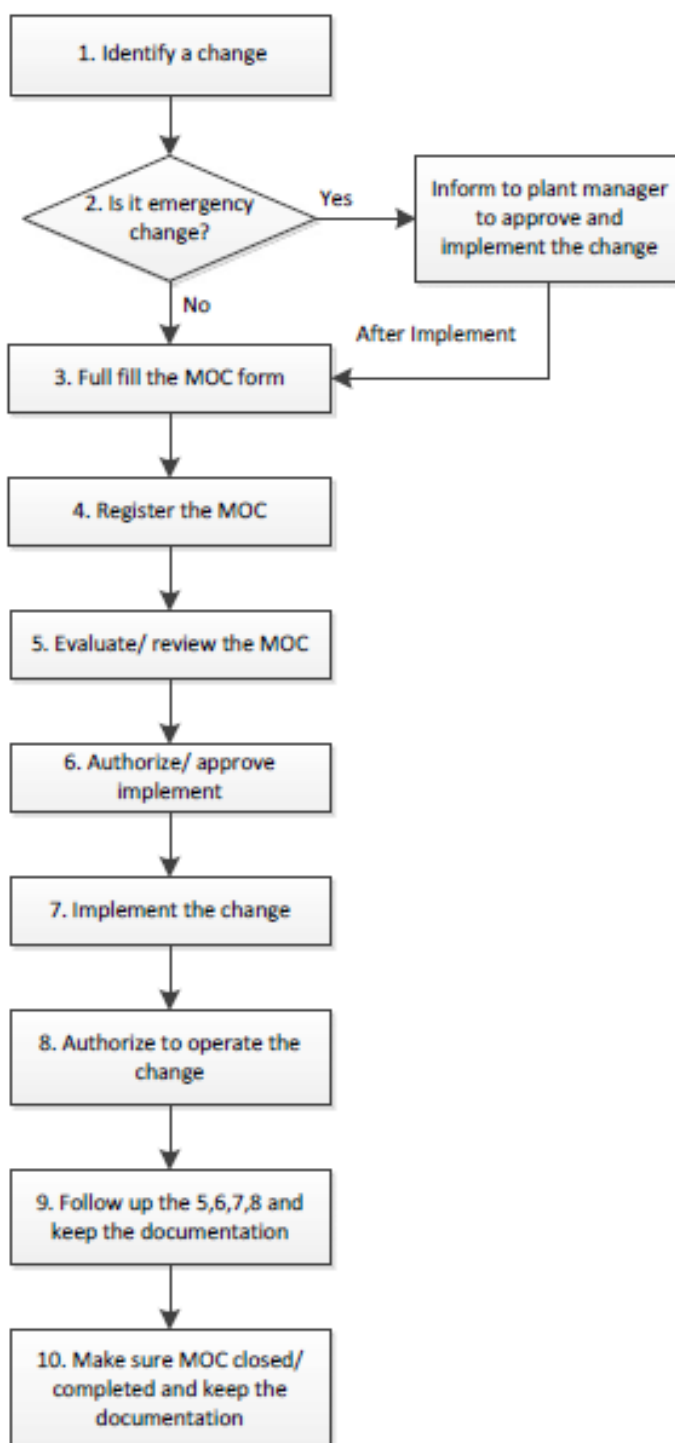 1. Identify a change
2. Is it emergency
change?
Yes
Inform to plant manager
to approve and
implement the change
No
After Implement
3. Full fill the MOC form
4. Register the MOC
5. Evaluate/ review the MOC
6. Authorize/ approve
implement
7. Implement the change
8. Authorize to operate the
change
9. Follow up the 5,6,7,8 and
keep the documentation
10. Make sure MOC closed/
completed and keep the
documentation